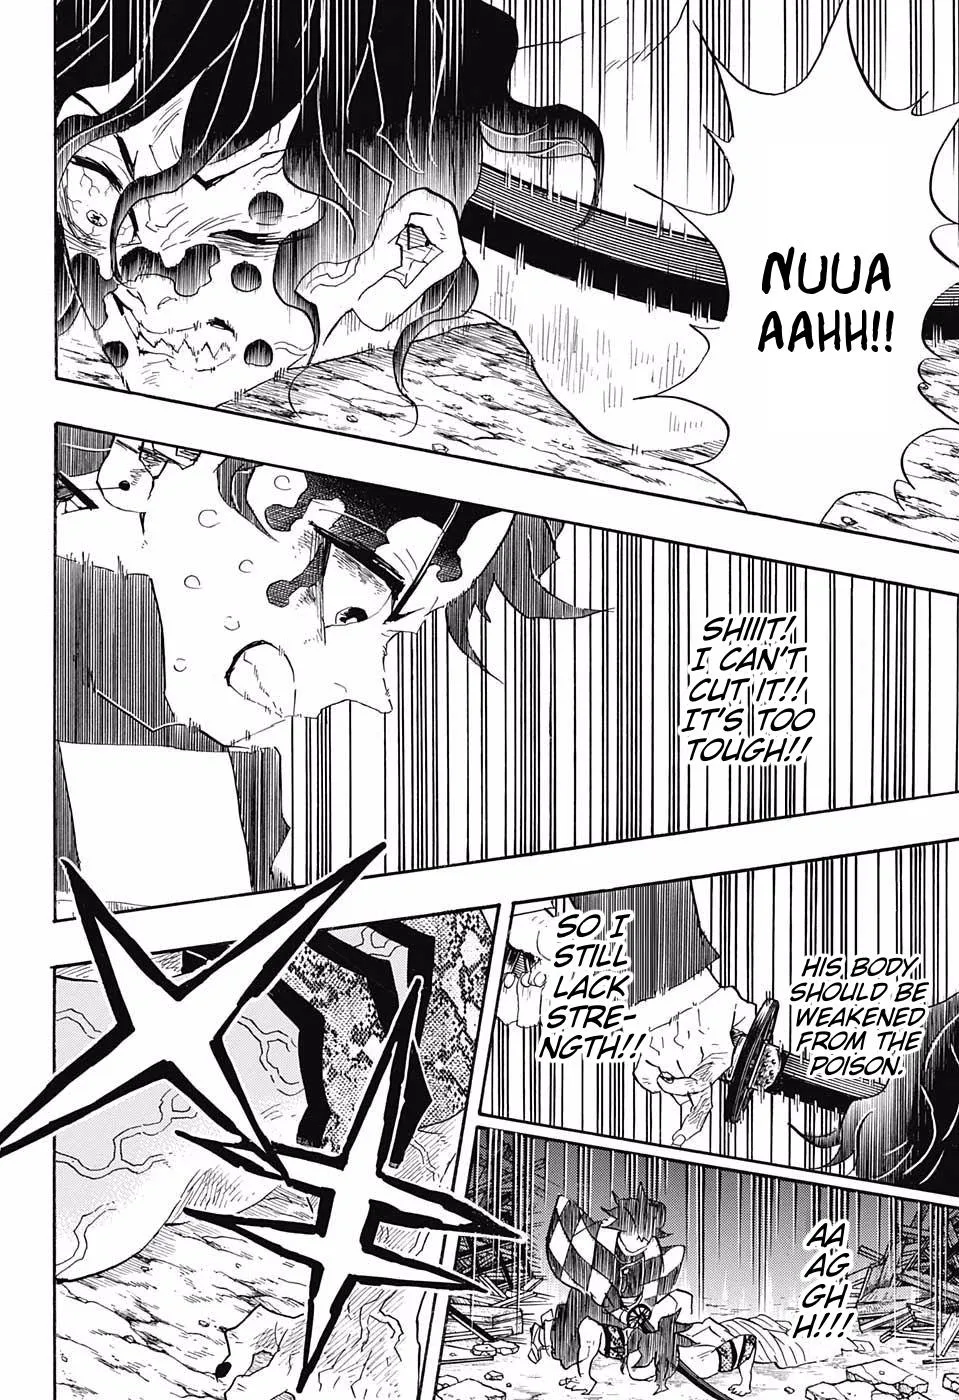 NUUA
AAHH!!
SHIIIT!
I CAN'T
CUT IT!!
IT'S TOO
TOUGH!!
HIS BODY
SHOULD BE
WEAKENED
FROM THE
POISON.
SO I
STILL
LACK
STRE-
NGTH!!
AA
AG
GH
H!!!